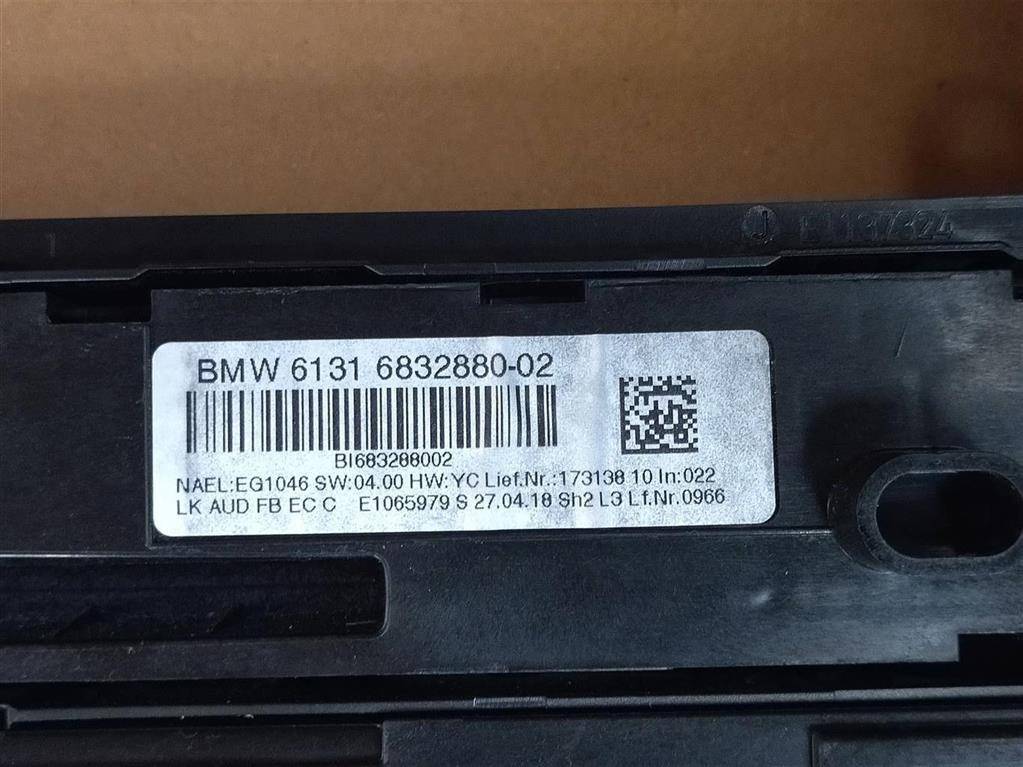 E1137324
BMW 6131 6832880-02
BI683288002
NAEL:EG1046 SW:04.00 HW:YC Lief.Nr.:173138 10 In:022
LK AUD FB EC C E1065979 S 27.04.18 Sh2 L3 Lf.Nr.0966